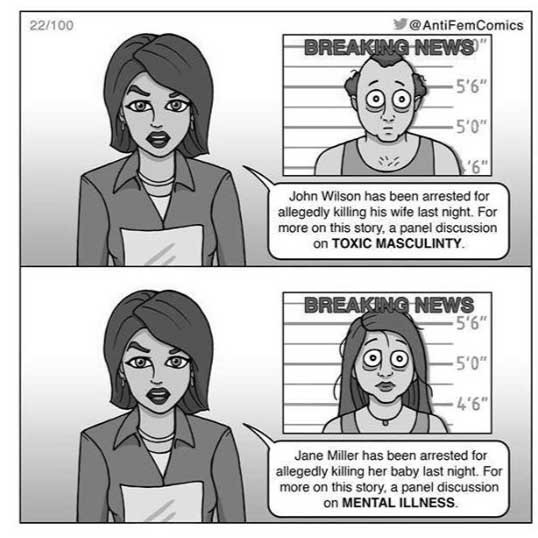 22/100
@AntiFemComics
BREAKING NEWS
5'6"
5'0"
'6"
John Wilson has been arrested for
allegedly killing his wife last night. For
more on this story, a panel discussion
on TOXIC MASCULINTY.
BREAKING NEWS
5'6"
5'0"
4'6"
Jane Miller has been arrested for
allegedly killing her baby last night. For
more on this story, a panel discussion
on MENTAL ILLNESS.